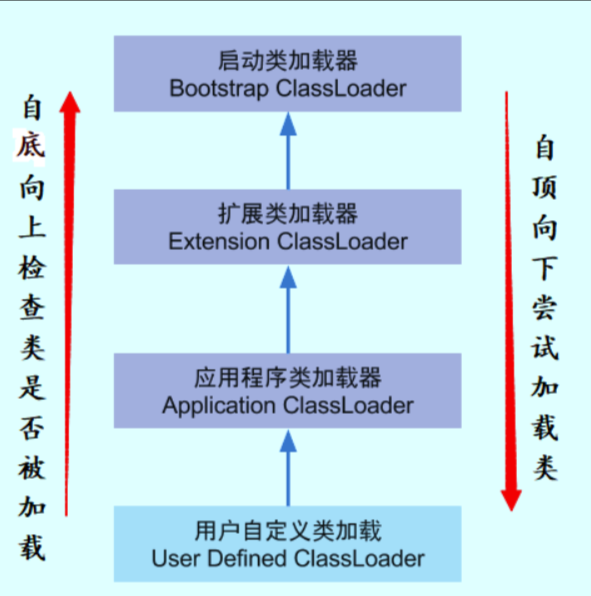 启动类加载器
Bootstrap ClassLoader
扩展类加载器
Extension ClassLoader
应用程序类加载器
Application ClassLoader
用户自定义类加载
User Defined ClassLoader
自底向上检查类是否被加载
自顶向下尝试加载类